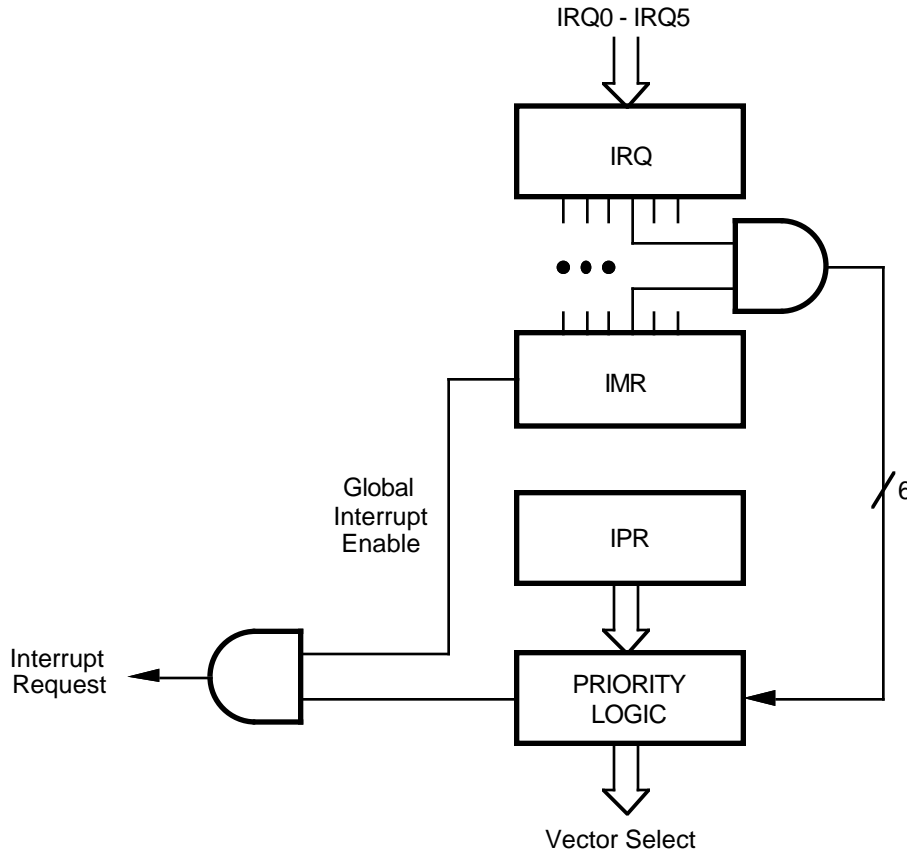 IRQ0 - IRQ5
IRQ
IMR
Global
Interrupt
Enable
6
IPR
Interrupt
Request
PRIORITY
LOGIC
Vector Select